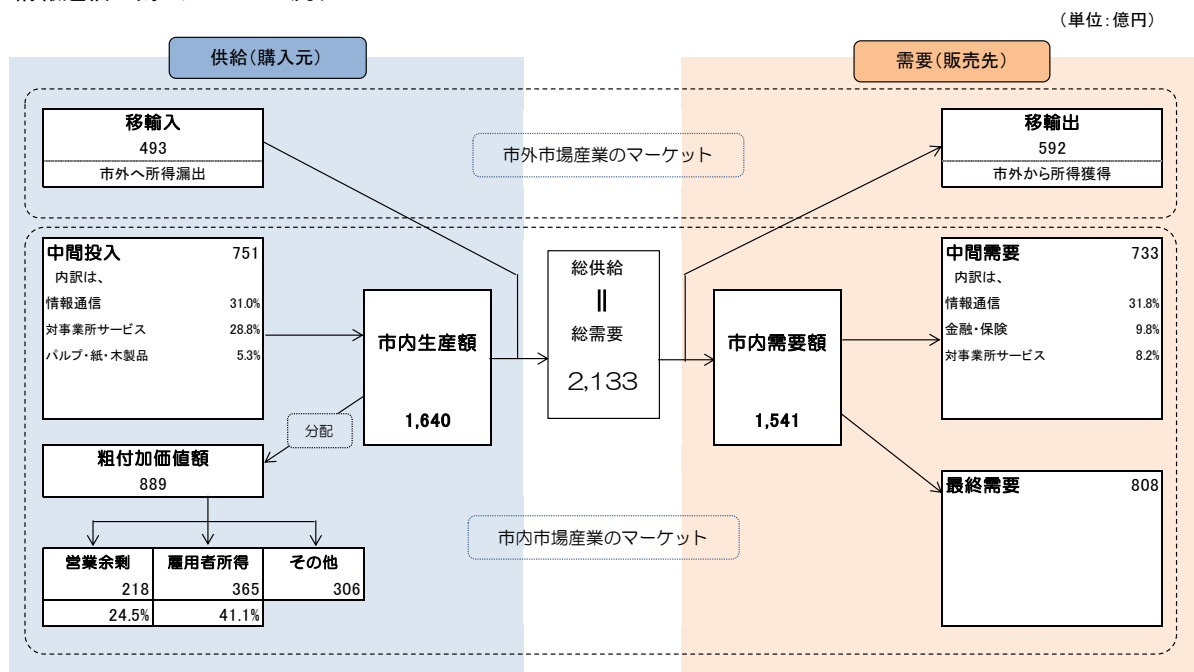 (単位:億円)
供給(購入元)
需要(販売先)
移輸入
493
市外へ所得漏出
市外市場産業のマーケット
移輸出
592
市外から所得獲得
中間投入 751
内訳は、
情報通信 31.0%
対事業所サービス 28.8%
パルプ・紙・木製品 5.3%
市内生産額
1,640
総供給
||
総需要
2,133
市内需要額
1,541
中間需要 733
内訳は、
情報通信 31.8%
金融・保険 9.8%
対事業所サービス 8.2%
分配
粗付加価値額
889
最終需要 808
市内市場産業のマーケット
営業余剰 雇用者所得 その他
218 365 306
24.5% 41.1%